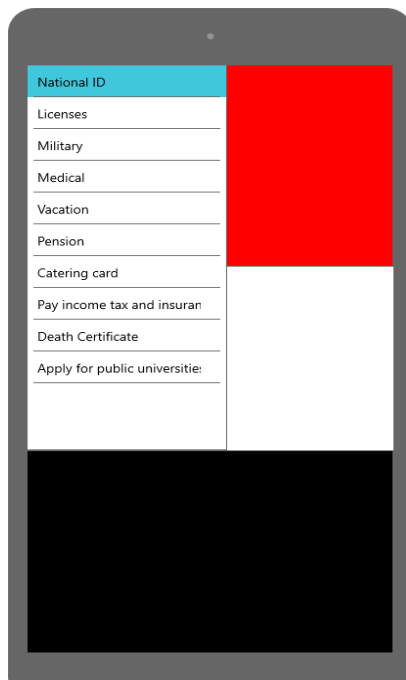 National ID
Licenses
Military
Medical
Vacation
Pension
Catering card
Pay income tax and insuran
Death Certificate
Apply for public universities